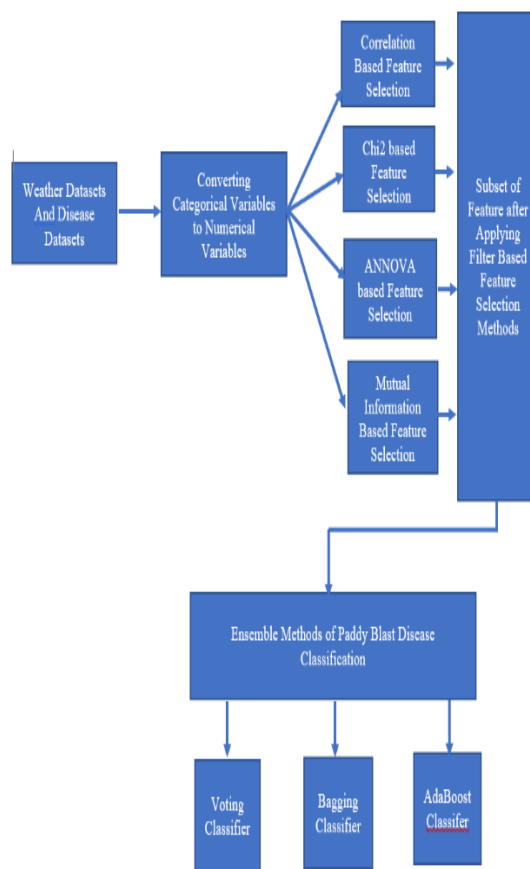 Weather Datasets
And Disease
Datasets
Converting
Categorical Variables
to Numerical
Variables
Correlation
Based Feature
Selection
Chi2 based
Feature
Selection
ANNOVA
based Feature
Selection
Mutual
Information
Based Feature
Selection
Subset of
Feature after
Applying
Filter Based
Feature
Selection
Methods
Ensemble Methods of Paddy Blast Disease
Classification
Voting
Classifier
Bagging
Classifier
AdaBoost
Classifer